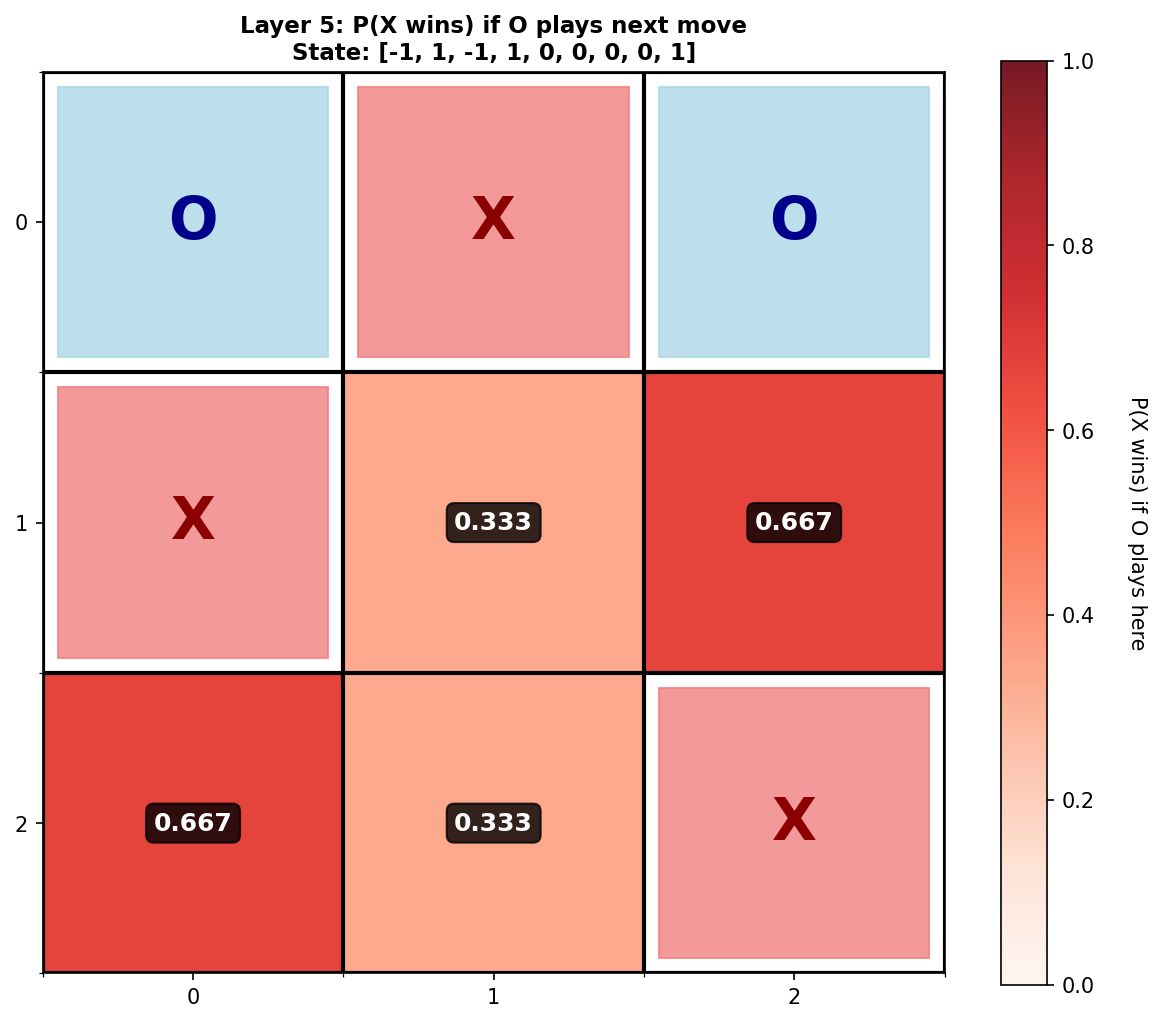 Layer 5: P(X wins) if O plays next move
State: [-1, 1, -1, 1, 0, 0, 0, 0, 1]
0
O
X
O
1
X
0.333
0.667
2
0.667
0.333
X
0
1
2
1.0
0.8
0.6
0.4
0.2
0.0
P(X wins) if O plays here